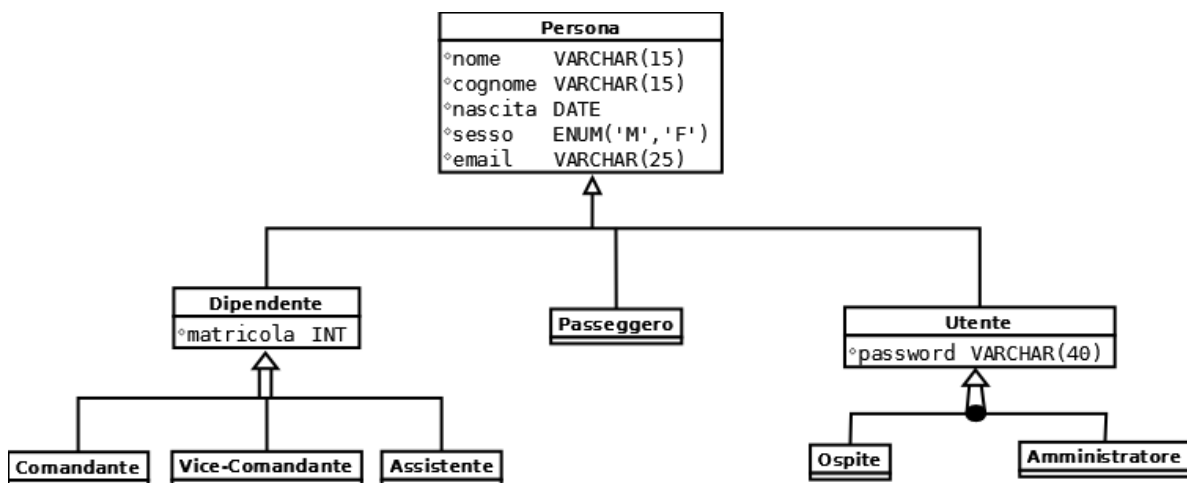 Persona
nome VARCHAR(15)
cognome VARCHAR(15)
nascita DATE
sesso ENUM('M','F')
email VARCHAR(25)
Dipendente
matricola INT
Passeggero
Utente
password VARCHAR(40)
Comandante
Vice-Comandante
Assistente
Ospite
Amministratore